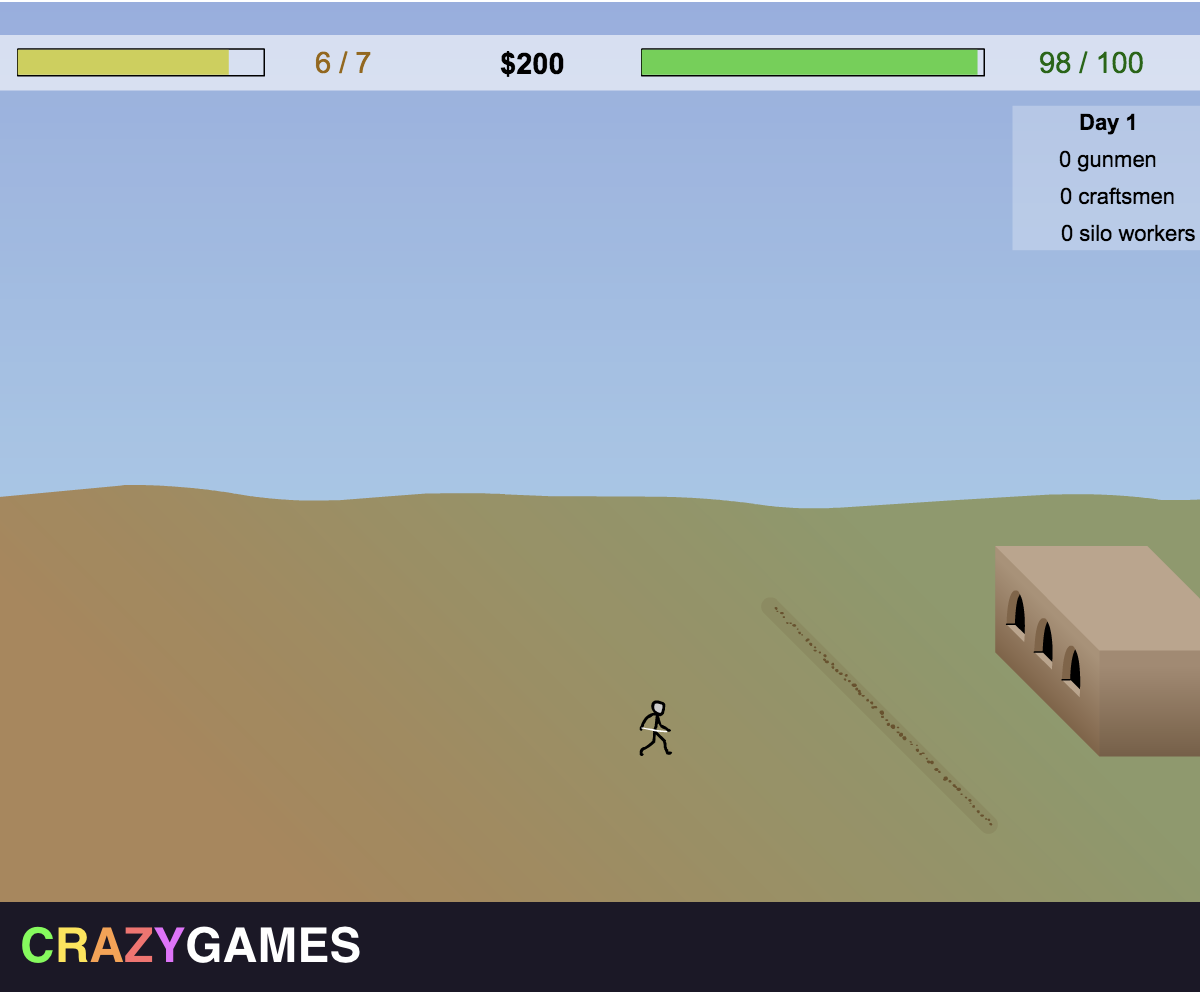 6 / 7 $200 98 / 100
Day 1
0 gunmen
0 craftsmen
0 silo workers
CRAZYGAMES